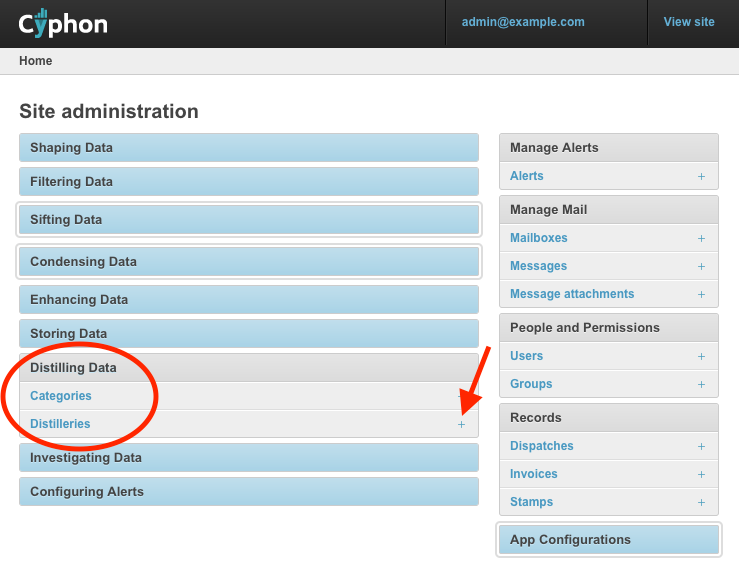 Cyphon
admin@example.com
View site
Home
Site administration
Shaping Data
Filtering Data
Sifting Data
Condensing Data
Enhancing Data
Storing Data
Distilling Data
Categories +
Distilleries +
Investigating Data
Configuring Alerts
Manage Alerts
Alerts +
Manage Mail
Mailboxes +
Messages +
Message attachments +
People and Permissions
Users +
Groups +
Records
Dispatches +
Invoices +
Stamps +
App Configurations